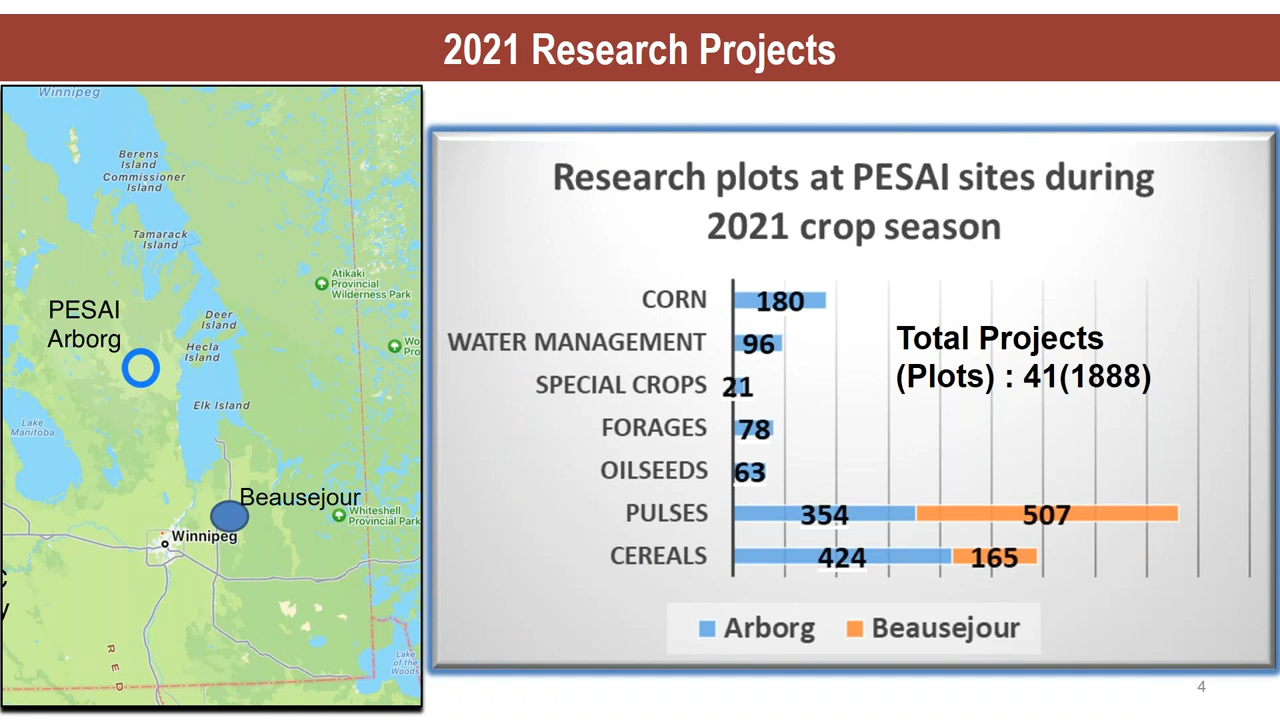 2021 Research Projects
Winnipeg
Berens
Island
Commissioner
Island
Tamarack
Island
Atikaki
Provincial
Wilderness Park
PESAI
Arborg
Deer
Island
Hecla
Island
Wo
Pro
Elk Island
Lake
Manitoba
Beausejour
Whiteshell
Provincial Park
Winnipeg
RED
Lake
of the
Woods
Research plots at PESAI sites during
2021 crop season
CORN 180
WATER MANAGEMENT 96
SPECIAL CROPS 21
FORAGES 78
OILSEEDS 63
PULSES 354 507
CEREALS 424 165
Total Projects
(Plots) : 41(1888)
Arborg Beausejour
4